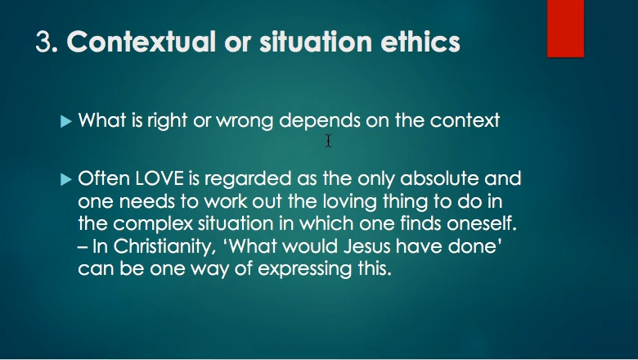 3. Contextual or situation ethics
What is right or wrong depends on the context
Often LOVE is regarded as the only absolute and
one needs to work out the loving thing to do in
the complex situation in which one finds oneself.
– In Christianity, ‘What would Jesus have done’
can be one way of expressing this.